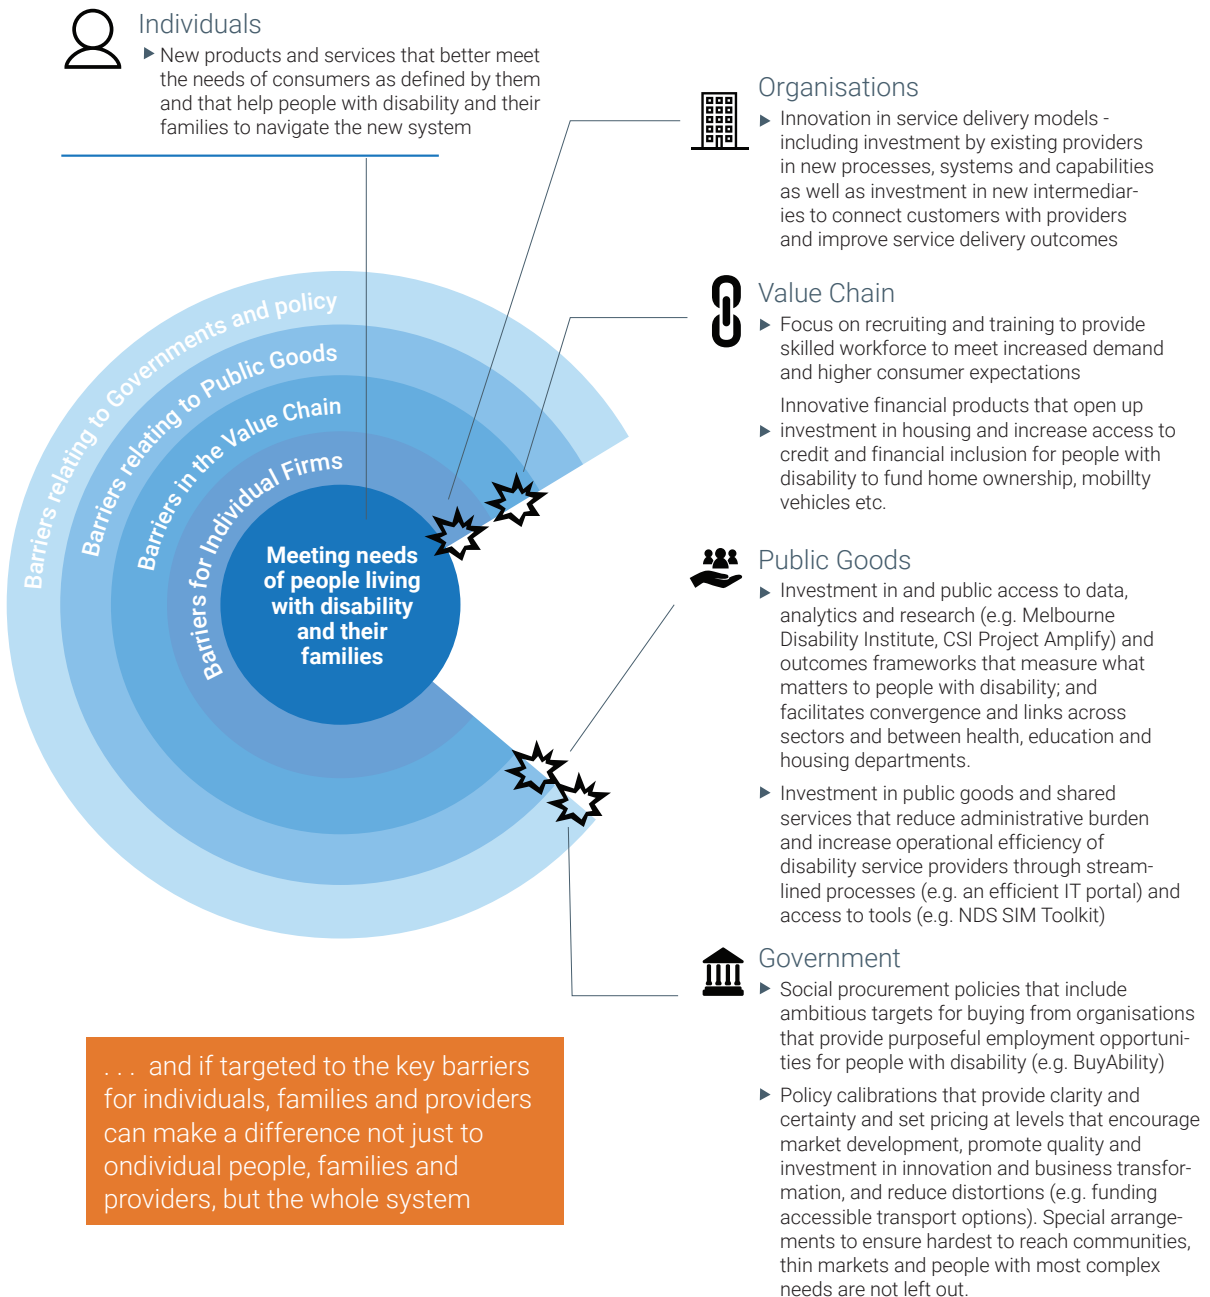 Individuals
New products and services that better meet
the needs of consumers as defined by them
and that help people with disability and their
families to navigate the new system
Organisations
Innovation in service delivery models -
including investment by existing providers
in new processes, systems and capabilities
as well as investment in new intermediar-
ies to connect customers with providers
and improve service delivery outcomes
Value Chain
Focus on recruiting and training to provide
skilled workforce to meet increased demand
and higher consumer expectations
Innovative financial products that open up
investment in housing and increase access to
credit and financial inclusion for people with
disability to fund home ownership, mobillty
vehicles etc.
Barriers relating to Governments and policy
Barriers relating to Public Goods
Barriers in the Value Chain
Barriers for Individual Firms
Meeting needs
of people living
with disability
and their
families
Public Goods
Investment in and public access to data,
analytics and research (e.g. Melbourne
Disability Institute, CSI Project Amplify) and
outcomes frameworks that measure what
matters to people with disability; and
facilitates convergence and links across
sectors and between health, education and
housing departments.
Investment in public goods and shared
services that reduce administrative burden
and increase operational efficiency of
disability service providers through stream-
lined processes (e.g. an efficient IT portal) and
access to tools (e.g. NDS SIM Toolkit)
Government
Social procurement policies that include
ambitious targets for buying from organisations
that provide purposeful employment opportuni-
ties for people with disability (e.g. BuyAbility)
Policy calibrations that provide clarity and
certainty and set pricing at levels that encourage
market development, promote quality and
investment in innovation and business transfor-
mation, and reduce distortions (e.g. funding
accessible transport options). Special arrange-
ments to ensure hardest to reach communities,
thin markets and people with most complex
needs are not left out.
. . . and if targeted to the key barriers
for individuals, families and providers
can make a difference not just to
ondividual people, families and
providers, but the whole system